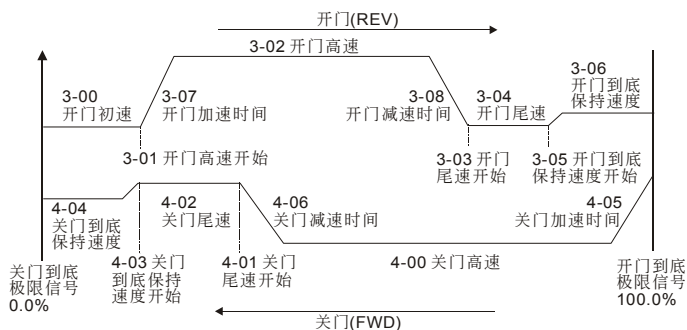 开门(REV)
3-02 开门高速
3-00
开门初速
3-07
开门加速时间
3-08
开门减速时间
3-04
开门尾速
3-06
开门到底
保持速度
3-01 开门高速开始
3-03 开门
尾速开始
3-05 开门到底
保持速度开始
4-04
关门到底
保持速度
4-02
关门尾速
4-06
关门减速时间
4-05
关门加速时间
4-03 关门
到底保持
速度开始
4-01 关门
尾速开始
4-00 关门高速
关门到底
极限信号
0.0%
开门到底
极限信号
100.0%
关门(FWD)